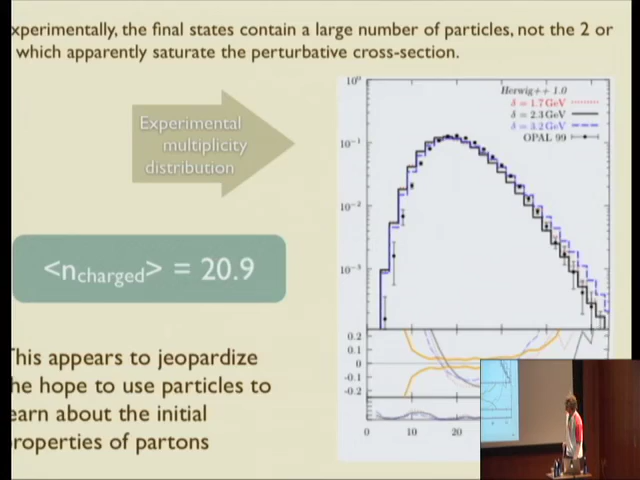 xperimentally, the final states contain a large number of particles, not the 2 or
which apparently saturate the perturbative cross-section.
Experimental
multiplicity
distribution
<n charged> = 20.9
This appears to jeopardize
he hope to use particles to
earn about the initial
roperties of partons
Herwig++ 1.0
δ = 1.7 GeV
δ = 2.3 GeV
δ = 3.2 GeV
OPAL 99
10⁰
10⁻¹
10⁻²
10⁻³
0.2
0.1
0
-0.1
-0.2
0 10 20